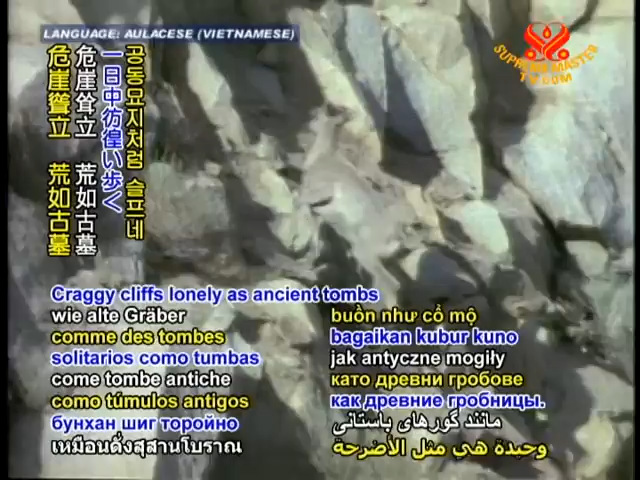 LANGUAGE: AULACESE (VIETNAMESE)
SUPREME MASTER
TV.COM
공동묘지처럼 슬프네
一日中彷徨い歩く
危崖耸立 荒如古墓
危崖聳立 荒如古墓
Craggy cliffs lonely as ancient tombs
wie alte Gräber
comme des tombes
solitarios como tumbas
come tombe antiche
como túmulos antigos
бунхан шиг торойно
เหมือนดั่งสุสานโบราณ
buồn như cổ mộ
bagaikan kubur kuno
jak antyczne mogiły
като древни гробове
как древние гробницы.
مانند گورهای باستانی
وحيدة هي مثل الأضرحة